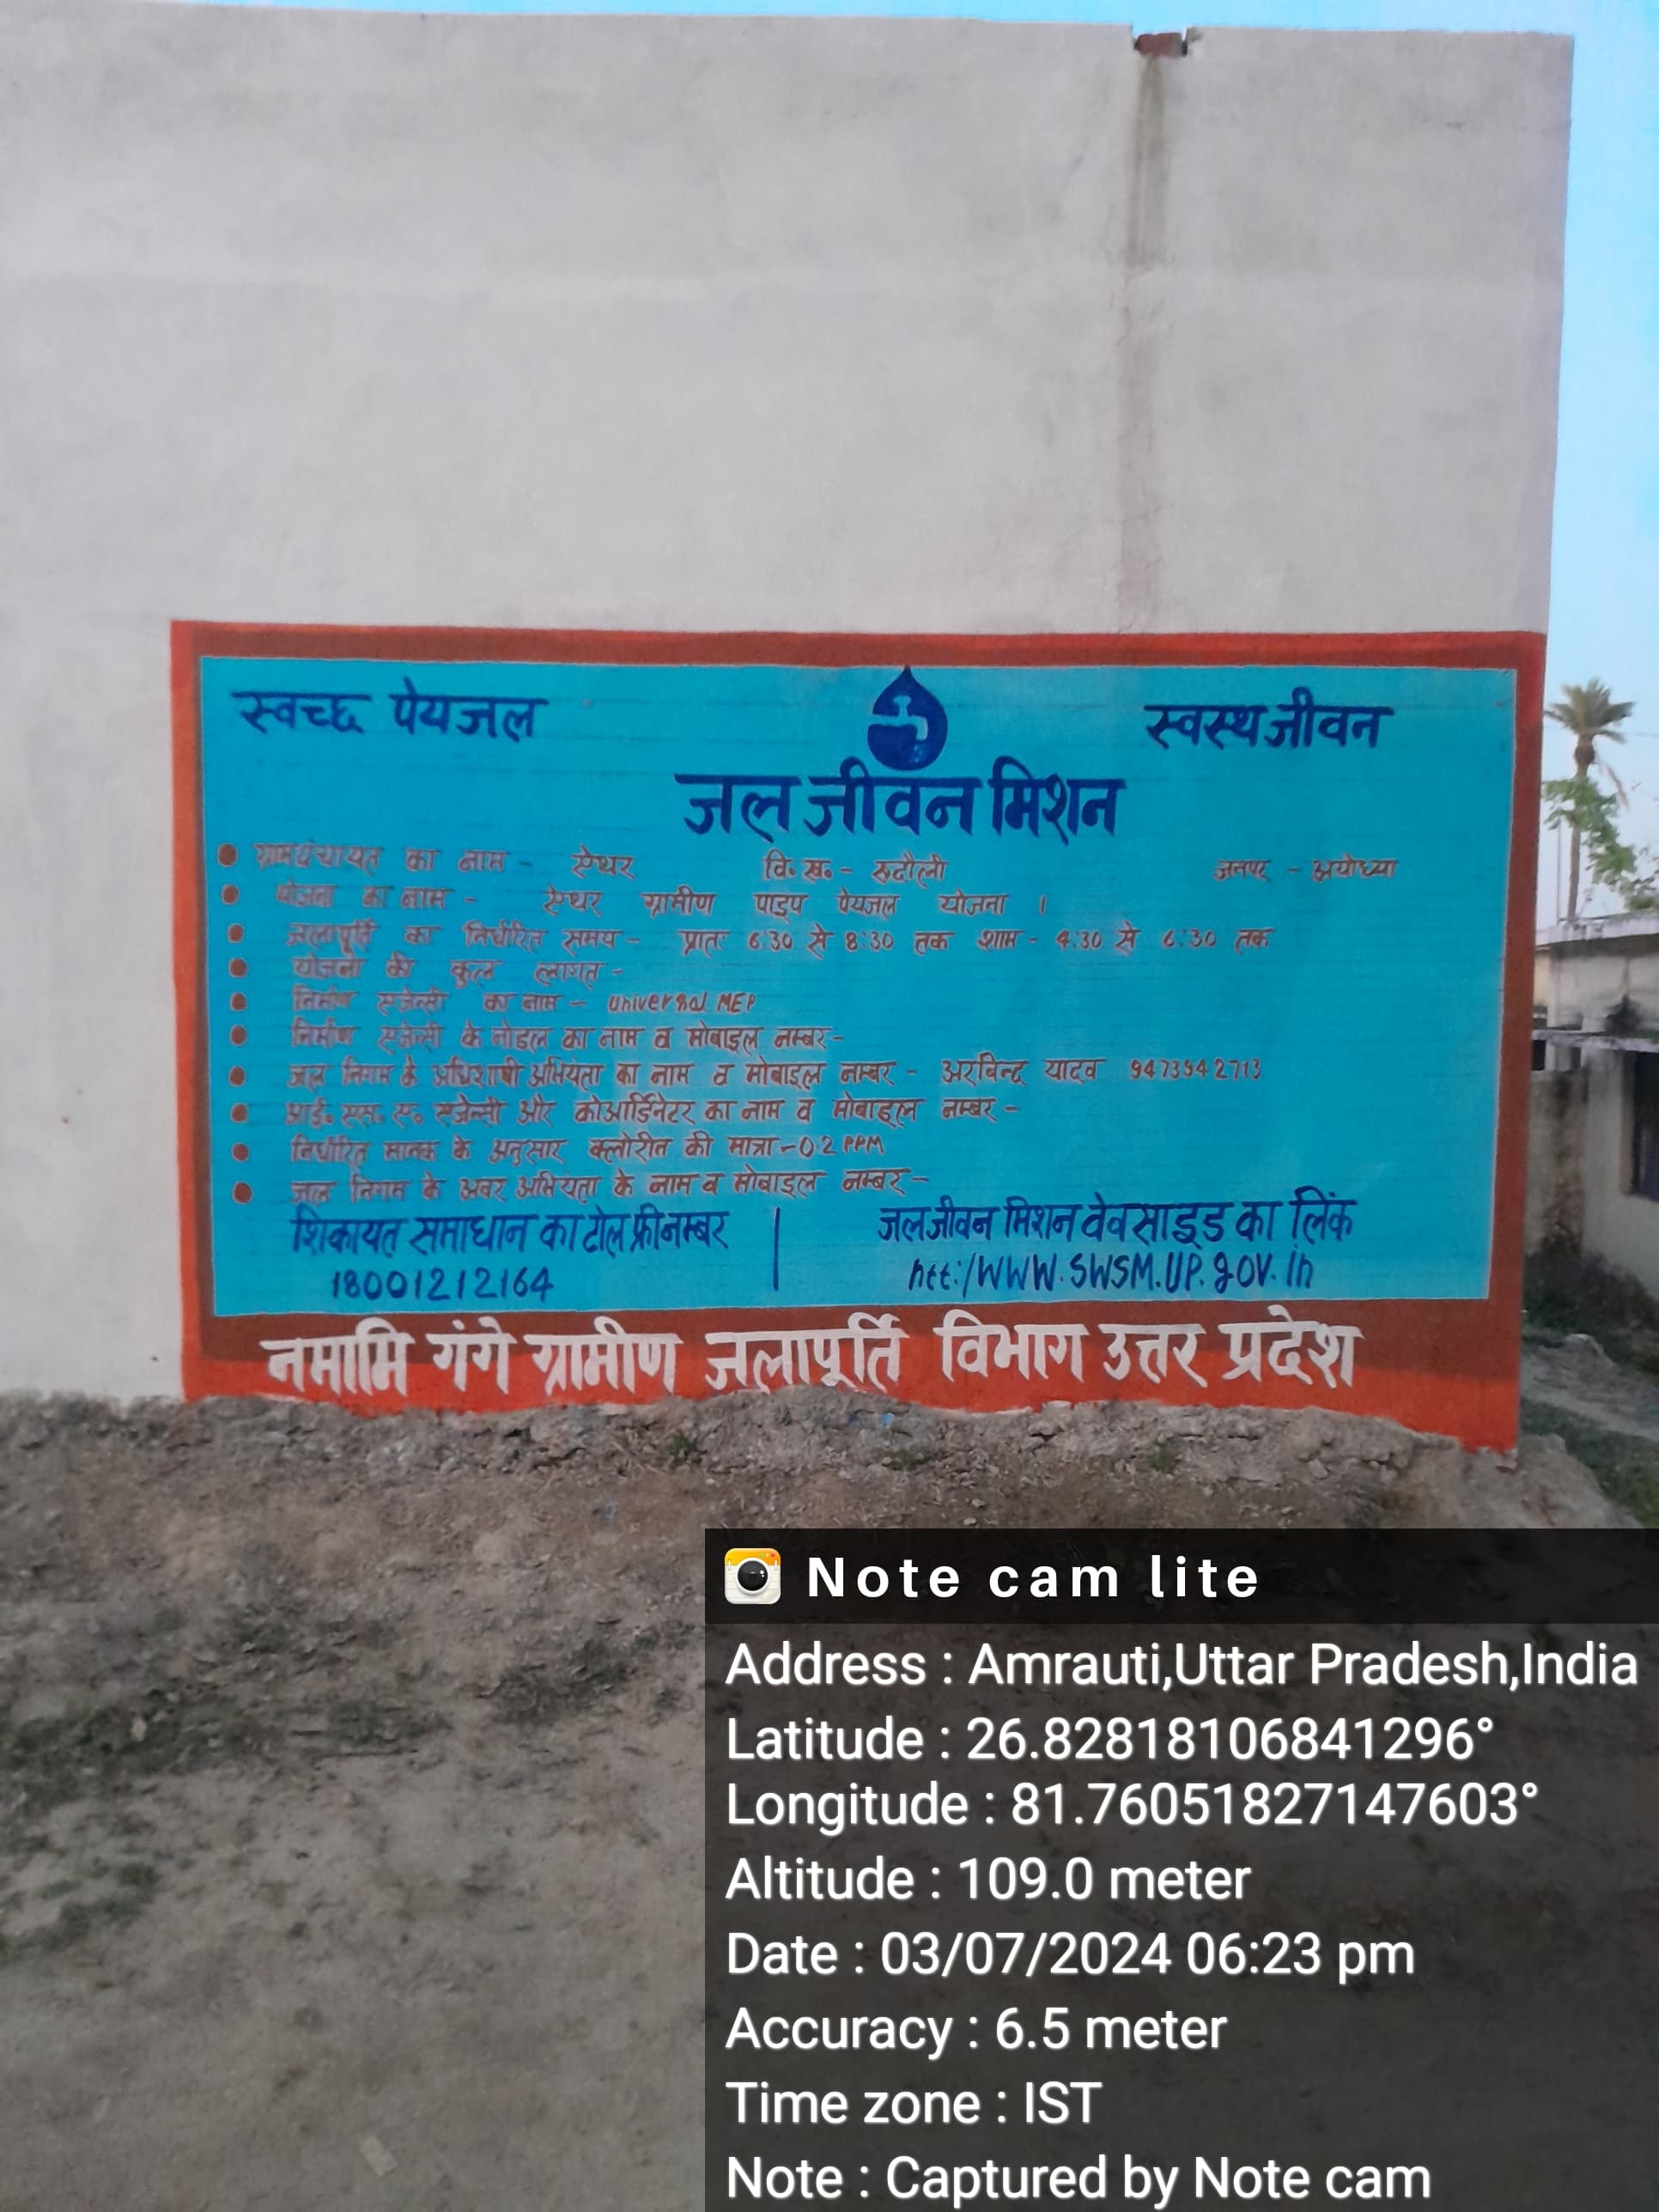 स्वच्छ पेयजल
स्वस्थ जीवन
जल जीवन मिशन
ग्रामपंचायत का नाम - ऐथर वि॰ख॰ - रुदौली जनपद - अयोध्या
योजना का नाम - ऐथर ग्रामीण पाइप पेयजल योजना ।
जलापूर्ति का निर्धारित समय - प्रातः 6:30 से 8:30 तक शाम - 4:30 से 6:30 तक
योजना की कुल लागत -
निर्माण एजेन्सी का नाम - universal MEP
निर्माण एजेन्सी के नोडल का नाम व मोबाइल नम्बर -
जल निगम के अधिशाषी अभियंता का नाम व मोबाइल नम्बर - अरविन्द यादव 9473942713
आई॰ एस॰ ए॰ एजेन्सी और कोआर्डिनेटर का नाम व मोबाइल नम्बर -
निर्धारित मानक के अनुसार क्लोरीन की मात्रा - 0.2 PPM
जल निगम के अवर अभियंता के नाम व मोबाइल नम्बर -
शिकायत समाधान का टोल फ्री नम्बर
18001212164
जल जीवन मिशन वेवसाइड का लिंक
htt:/WWW.SWSM.UP.gov.in
नमामि गंगे ग्रामीण जलापूर्ति विभाग उत्तर प्रदेश
Note cam lite
Address : Amrauti,Uttar Pradesh,India
Latitude : 26.82818106841296°
Longitude : 81.76051827147603°
Altitude : 109.0 meter
Date : 03/07/2024 06:23 pm
Accuracy : 6.5 meter
Time zone : IST
Note : Captured by Note cam